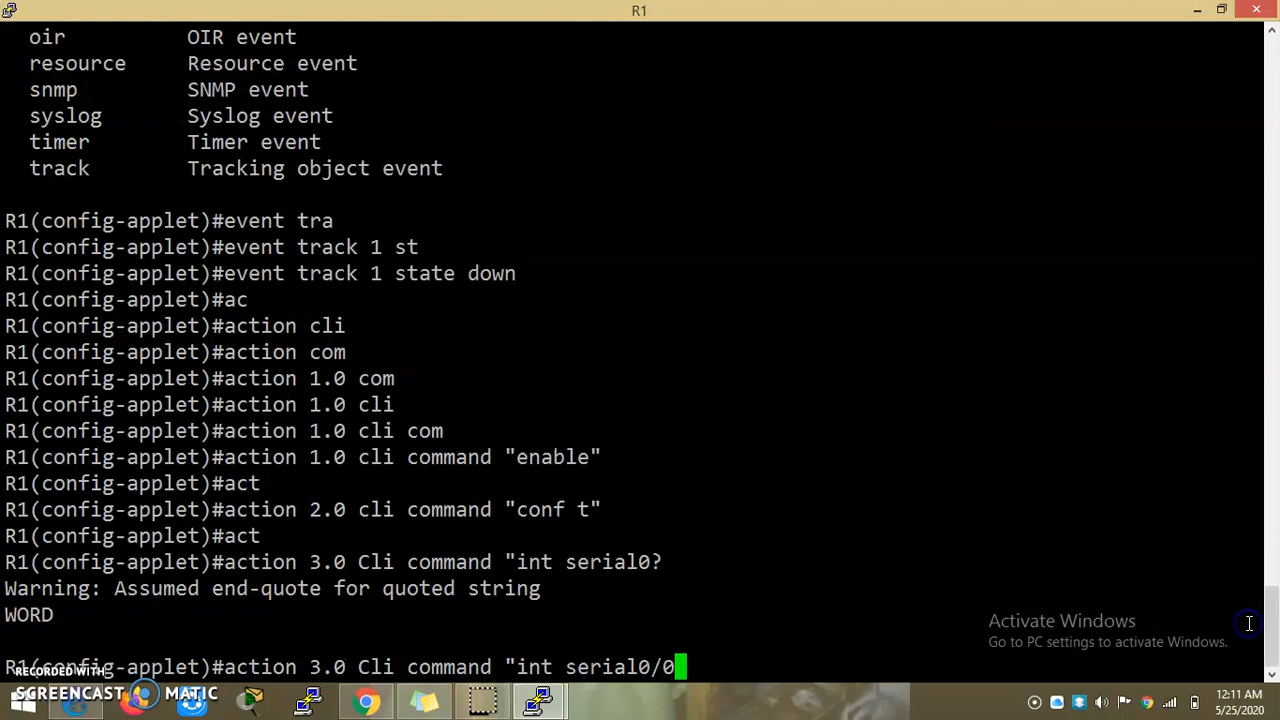 R1
oir OIR event
resource Resource event
snmp SNMP event
syslog Syslog event
timer Timer event
track Tracking object event
R1(config-applet)#event tra
R1(config-applet)#event track 1 st
R1(config-applet)#event track 1 state down
R1(config-applet)#ac
R1(config-applet)#action cli
R1(config-applet)#action com
R1(config-applet)#action 1.0 com
R1(config-applet)#action 1.0 cli
R1(config-applet)#action 1.0 cli com
R1(config-applet)#action 1.0 cli command "enable"
R1(config-applet)#act
R1(config-applet)#action 2.0 cli command "conf t"
R1(config-applet)#act
R1(config-applet)#action 3.0 Cli command "int serial0?
Warning: Assumed end-quote for quoted string
WORD
Activate Windows
Go to PC settings to activate Windows.
R1(config-applet)#action 3.0 Cli command "int serial0/0
RECORDED WITH
SCREENCAST MATIC
12:11 AM
5/25/2020